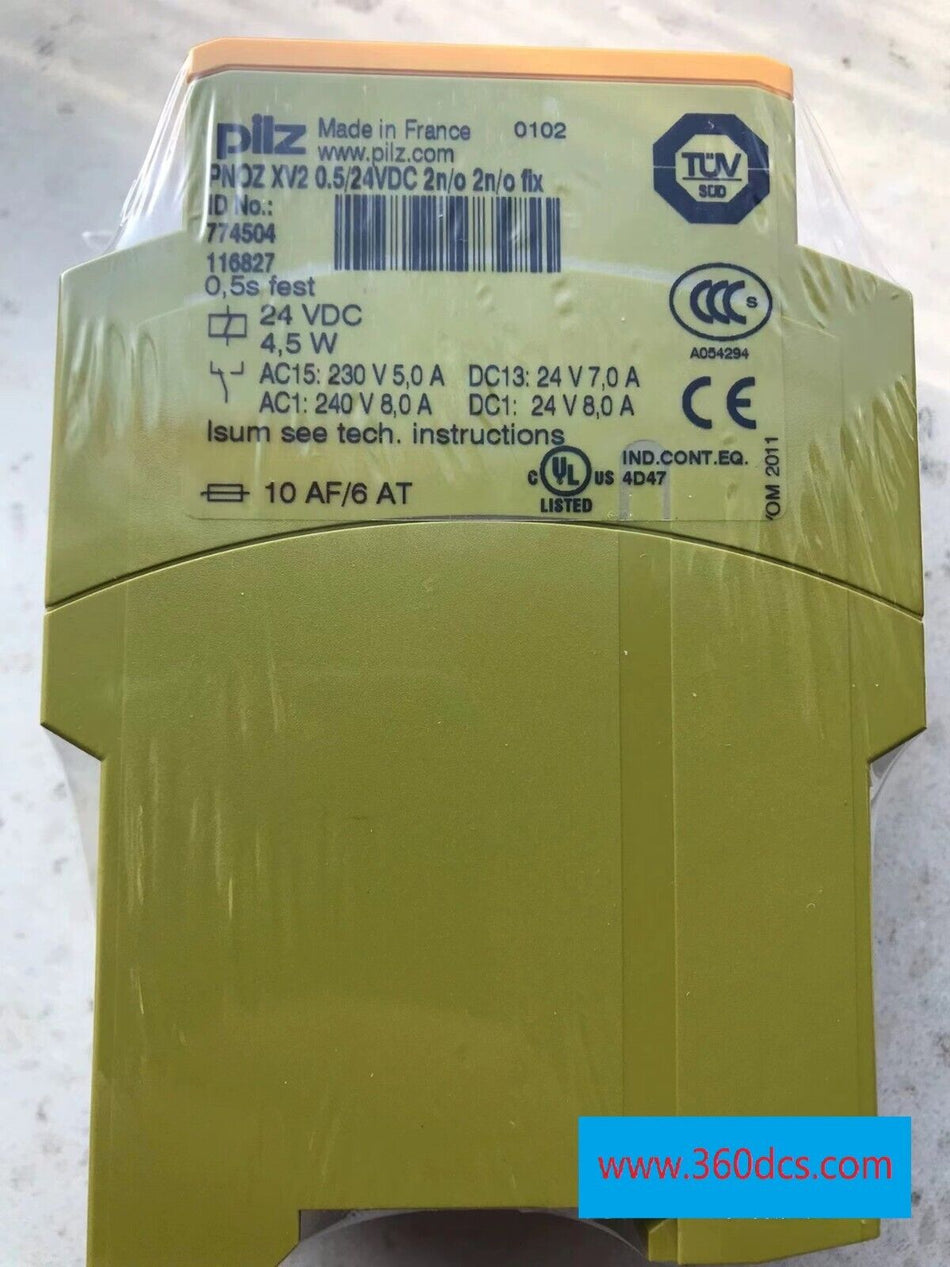 pilz Made in France 0102
www.pilz.com
PNOZ XV2 0.5/24VDC 2n/o 2n/o fix
ID No.:
774504
116827
0,5s fest
24 VDC
4,5 W
AC15: 230 V 5,0 A DC13: 24 V 7,0 A
AC1: 240 V 8,0 A DC1: 24 V 8,0 A
Isum see tech. instructions
10 AF/6 AT
TÜV
SÜD
CCC S
A054294
CE
C UL US
LISTED
IND.CONT.EQ.
4D47
YOM 2011
www.360dcs.com